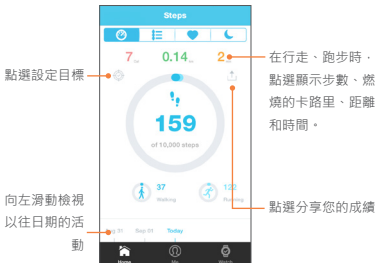 Steps
7
0.14
2
點選設定目標
在行走、跑步時，
點選顯示步數、燃
燒的卡路里、距離
和時間。
159
of 10,000 steps
37
Walking
122
Running
點選分享您的成績
向左滑動檢視
以往日期的活
動
Aug 31 Sep 01 Today
Home Me Watch